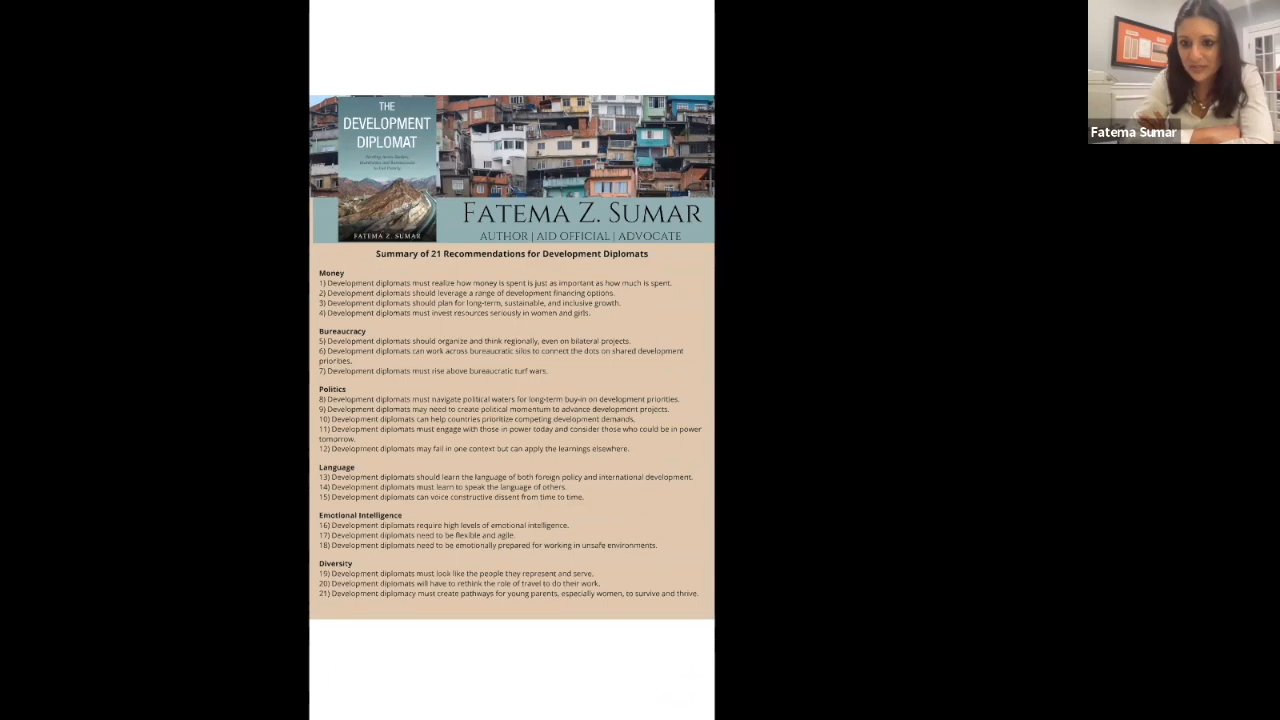 THE
DEVELOPMENT
DIPLOMAT
FATEMA Z. SUMAR
FATEMA Z. SUMAR
AUTHOR | AID OFFICIAL | ADVOCATE
Summary of 21 Recommendations for Development Diplomats
Money
1) Development diplomats must realize how money is spent is just as important as how much is spent.
2) Development diplomats should leverage a range of development financing options.
3) Development diplomats should plan for long-term, sustainable, and inclusive growth.
4) Development diplomats must invest resources seriously in women and girls.
Bureaucracy
5) Development diplomats should organize and think regionally, even on bilateral projects.
6) Development diplomats can work across bureaucratic silos to connect the dots on shared development
priorities.
7) Development diplomats must rise above bureaucratic turf wars.
Politics
8) Development diplomats must navigate political waters for long-term buy-in on development priorities.
9) Development diplomats may need to create political momentum to advance development projects.
10) Development diplomats can help countries prioritize competing development demands.
11) Development diplomats must engage with those in power today and consider those who could be in power
tomorrow.
12) Development diplomats may fail in one context but can apply the learnings elsewhere.
Language
13) Development diplomats should learn the language of both foreign policy and international development.
14) Development diplomats must learn to speak the language of others.
15) Development diplomats can voice constructive dissent from time to time.
Emotional Intelligence
16) Development diplomats require high levels of emotional intelligence.
17) Development diplomats need to be flexible and agile.
18) Development diplomats need to be emotionally prepared for working in unsafe environments.
Diversity
19) Development diplomats must look like the people they represent and serve.
20) Development diplomats will have to rethink the role of travel to do their work.
21) Development diplomacy must create pathways for young parents, especially women, to survive and thrive.
Fatema Sumar